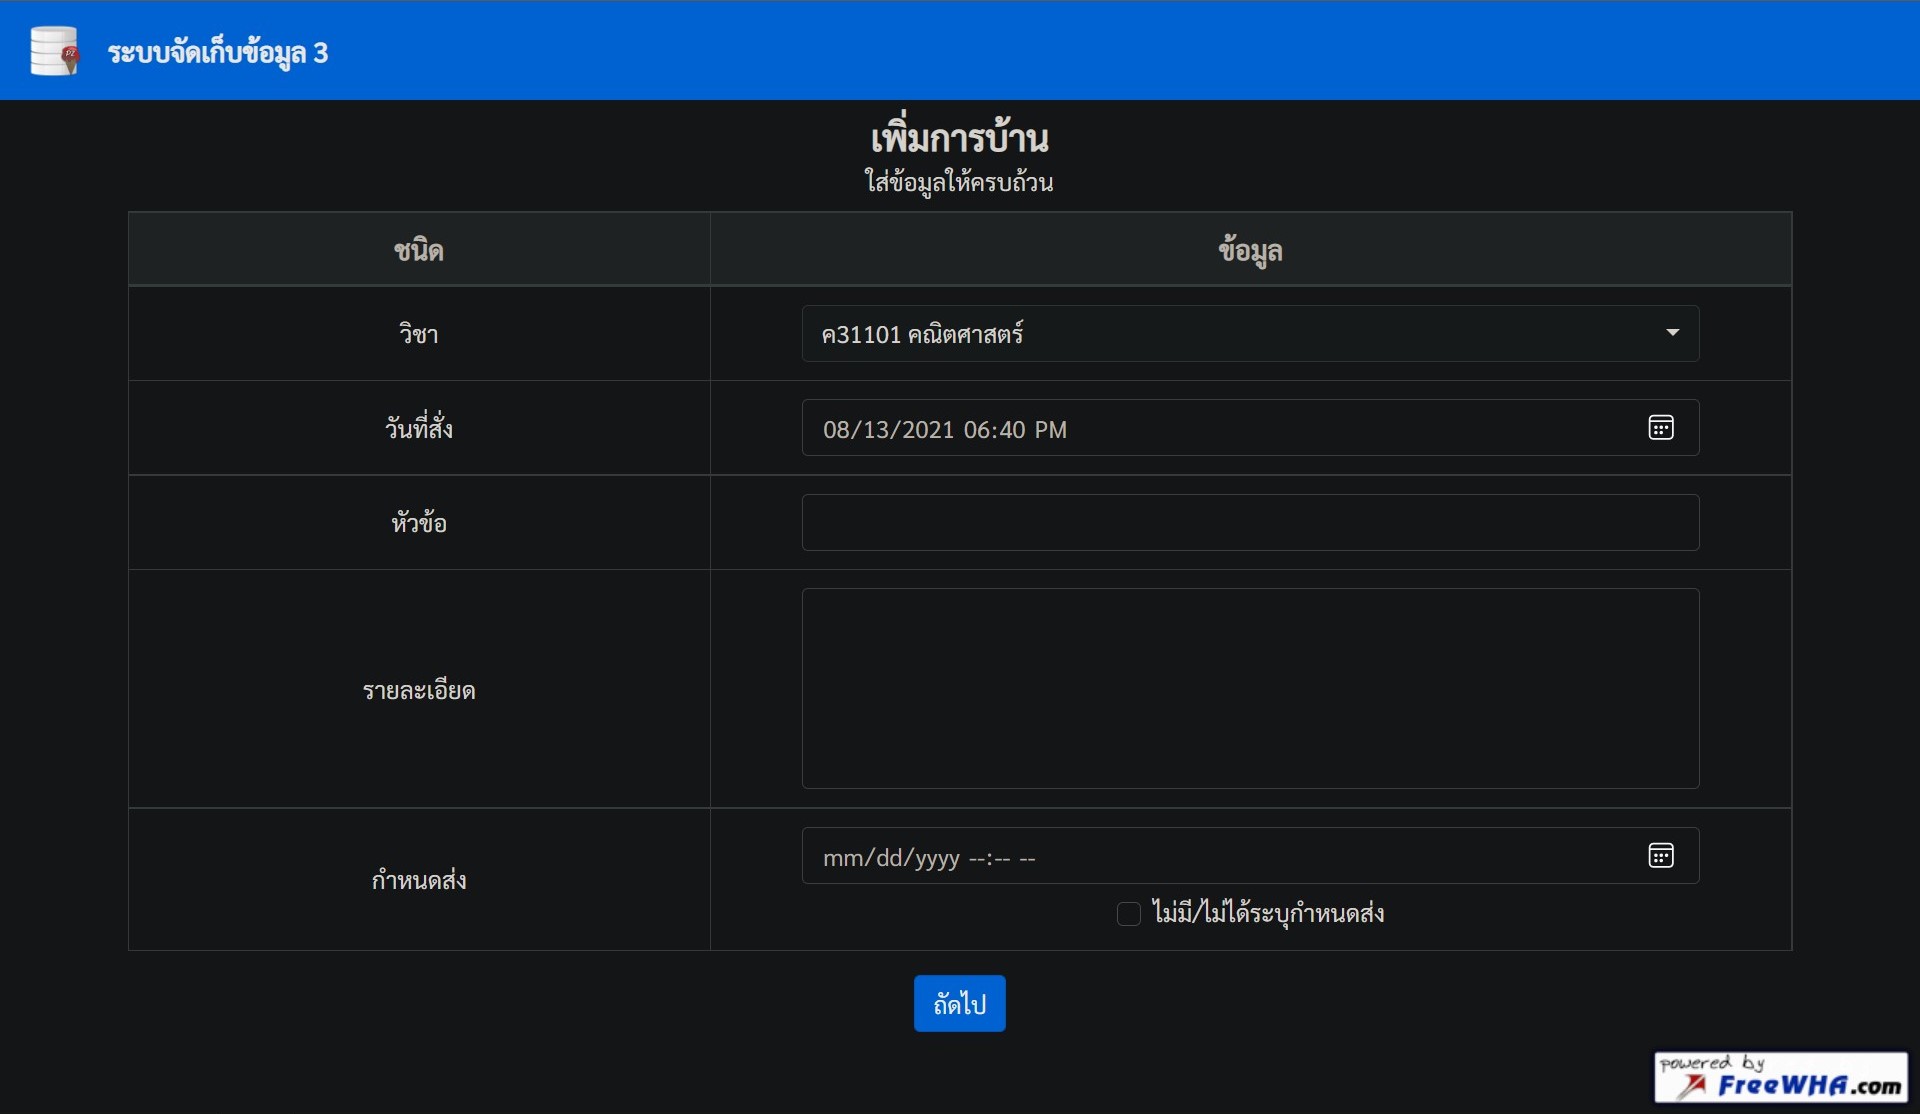 ระบบจัดเก็บข้อมูล 3
เพิ่มการบ้าน
ใส่ข้อมูลให้ครบถ้วน
ชนิด ข้อมูล
วิชา ค31101 คณิตศาสตร์
วันที่สั่ง 08/13/2021 06:40 PM
หัวข้อ
รายละเอียด
กำหนดส่ง mm/dd/yyyy --:-- --
ไม่มี/ไม่ได้ระบุกำหนดส่ง
ถัดไป
powered by
FreeWHA.com